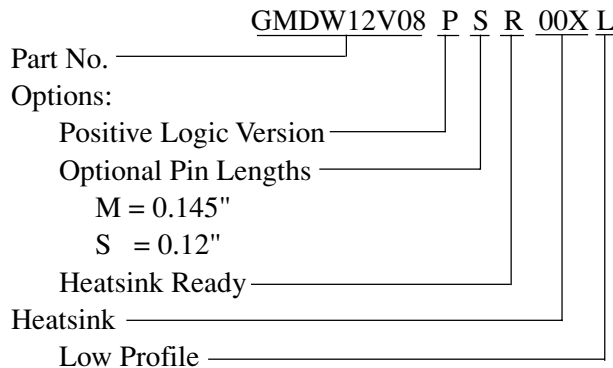 GMDW12V08 P S R 00X L
Part No.
Options:
Positive Logic Version
Optional Pin Lengths
M = 0.145"
S = 0.12"
Heatsink Ready
Heatsink
Low Profile